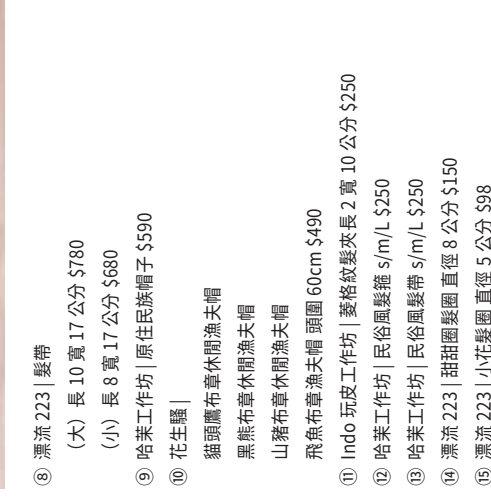 ⑧ 漂流 223 | 髮帶
（大）長 10 寬 17 公分 $780
（小）長 8 寬 17 公分 $680
⑨ 哈茉工作坊 | 原住民族帽子 $590
⑩ 花生騷 |
貓頭鷹布章休閒漁夫帽
黑熊布章休閒漁夫帽
山豬布章休閒漁夫帽
飛魚布章漁夫帽 頭圍 60cm $490
⑪ Indo 玩皮工作坊 | 菱格紋髮夾長 2 寬 10 公分 $250
⑫ 哈茉工作坊 | 民俗風髮箍 s/m/L $250
⑬ 哈茉工作坊 | 民俗風髮帶 s/m/L $250
⑭ 漂流 223 | 甜甜圈髮圈 直徑 8 公分 $150
⑮ 漂流 223 | 小花髮圈 直徑 5 公分 $98